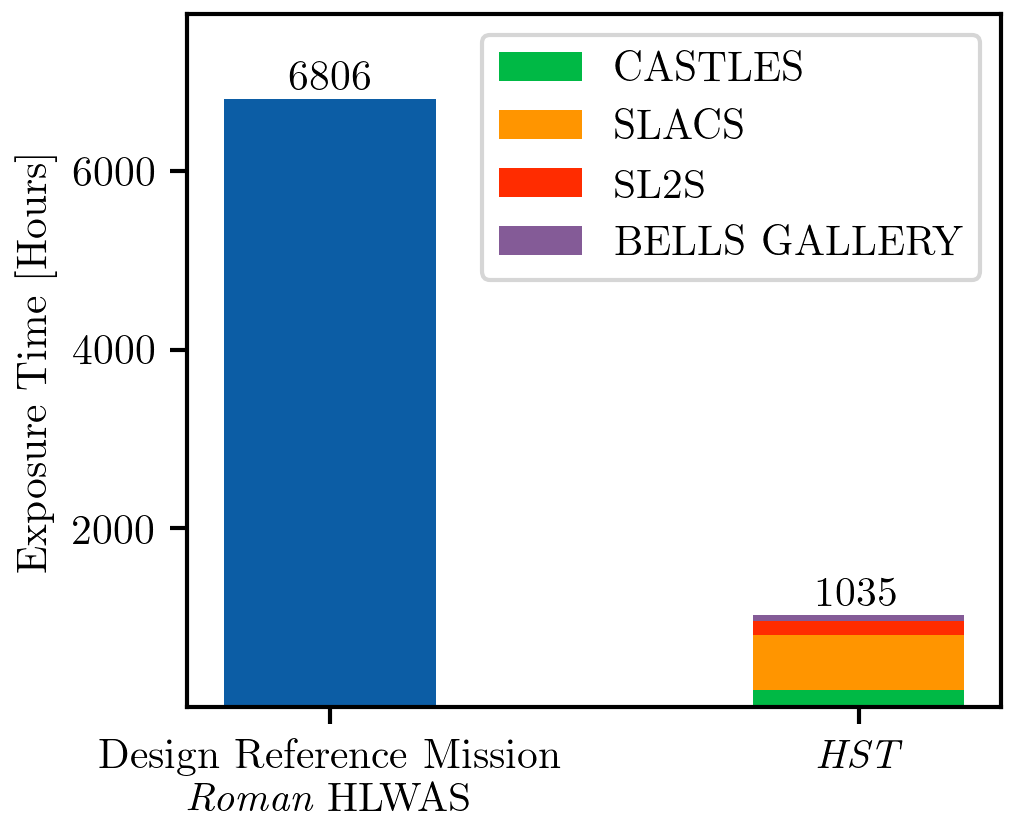 6806
CASTLES
SLACS
SL2S
BELLS GALLERY
6000
4000
2000
Exposure Time [Hours]
1035
Design Reference Mission
Roman HLWAS
HST